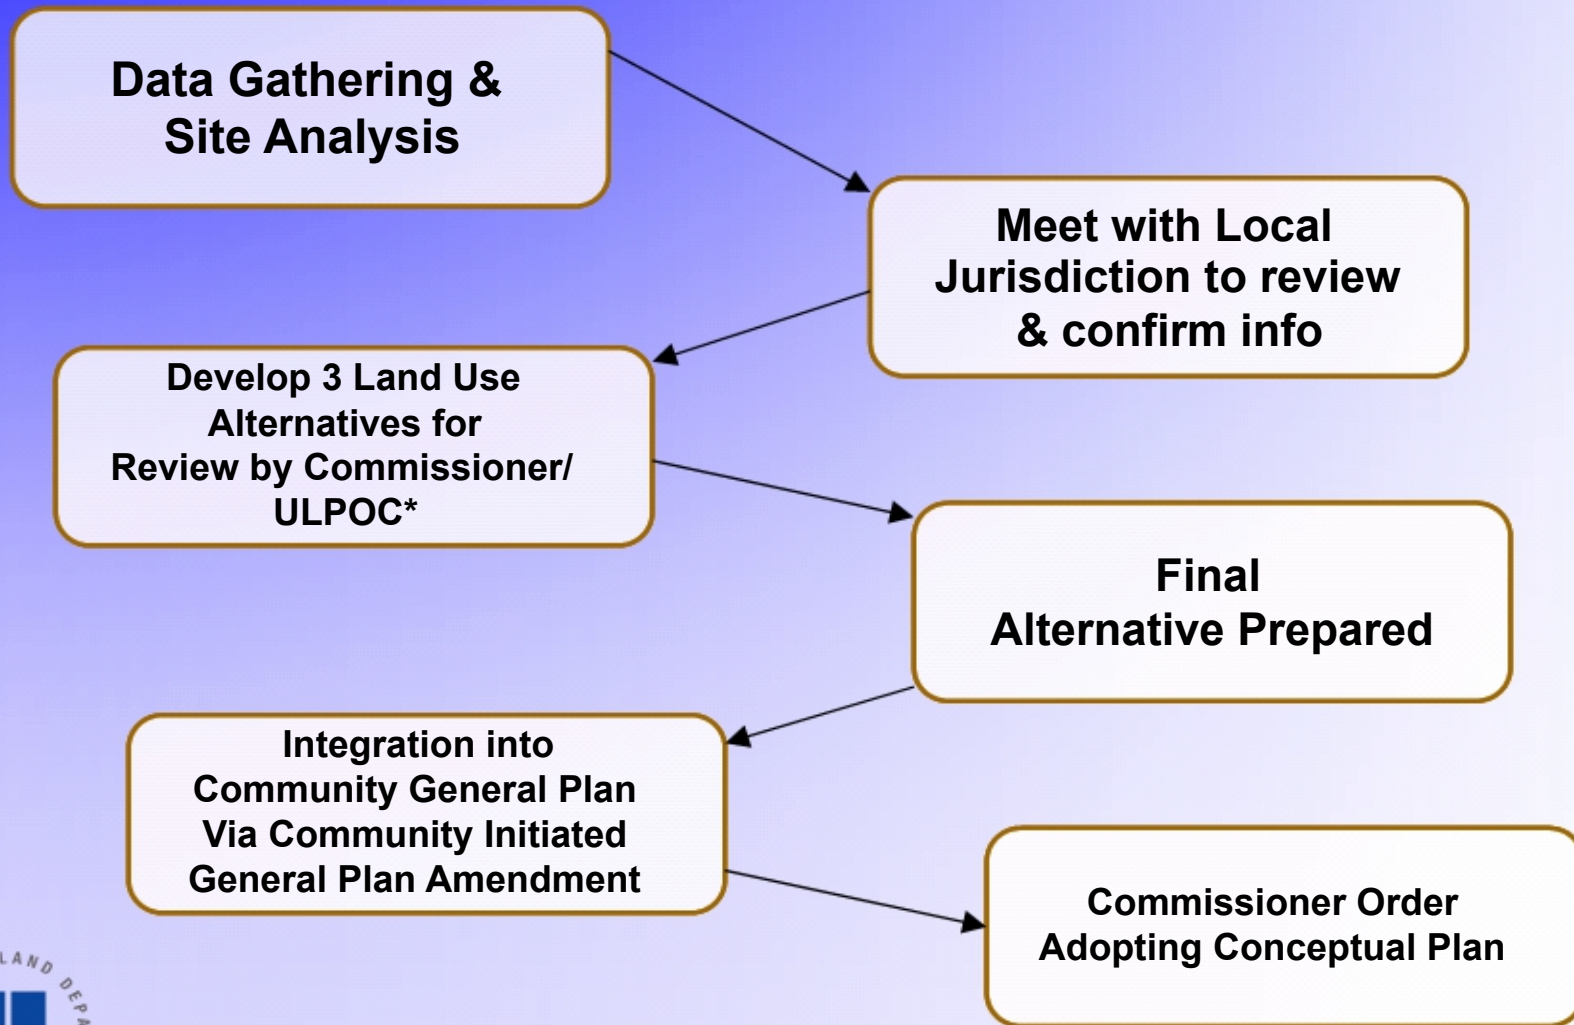 Data Gathering &
Site Analysis
Meet with Local
Jurisdiction to review
& confirm info
Develop 3 Land Use
Alternatives for
Review by Commissioner/
ULPOC*
Final
Alternative Prepared
Integration into
Community General Plan
Via Community Initiated
General Plan Amendment
Commissioner Order
Adopting Conceptual Plan
LAND